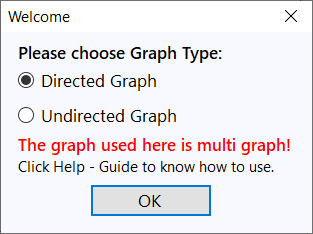 Welcome
Please choose Graph Type:
Directed Graph
Undirected Graph
The graph used here is multi graph!
Click Help - Guide to know how to use.
OK